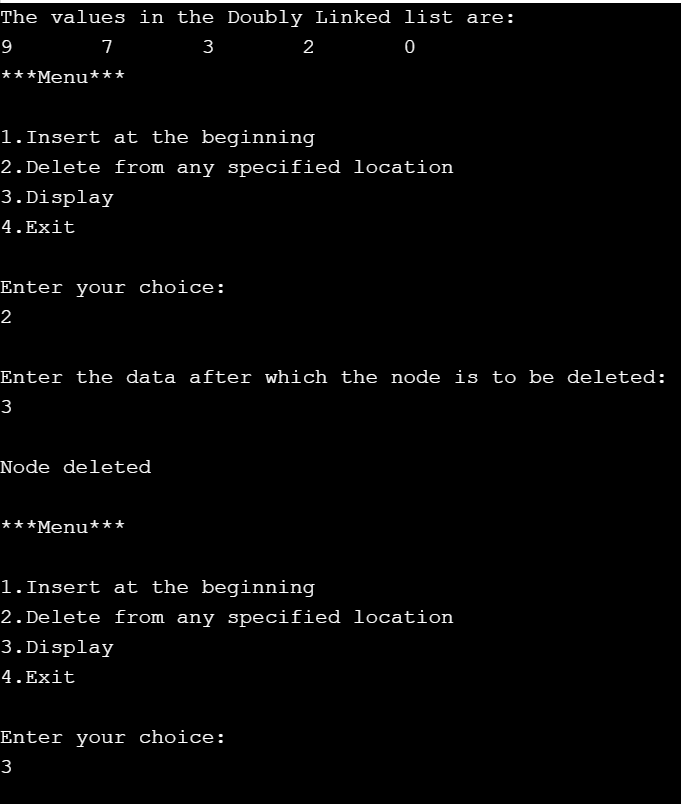 The values in the Doubly Linked list are:
9 7 3 2 0
***Menu***
1.Insert at the beginning
2.Delete from any specified location
3.Display
4.Exit
Enter your choice:
2
Enter the data after which the node is to be deleted:
3
Node deleted
***Menu***
1.Insert at the beginning
2.Delete from any specified location
3.Display
4.Exit
Enter your choice:
3